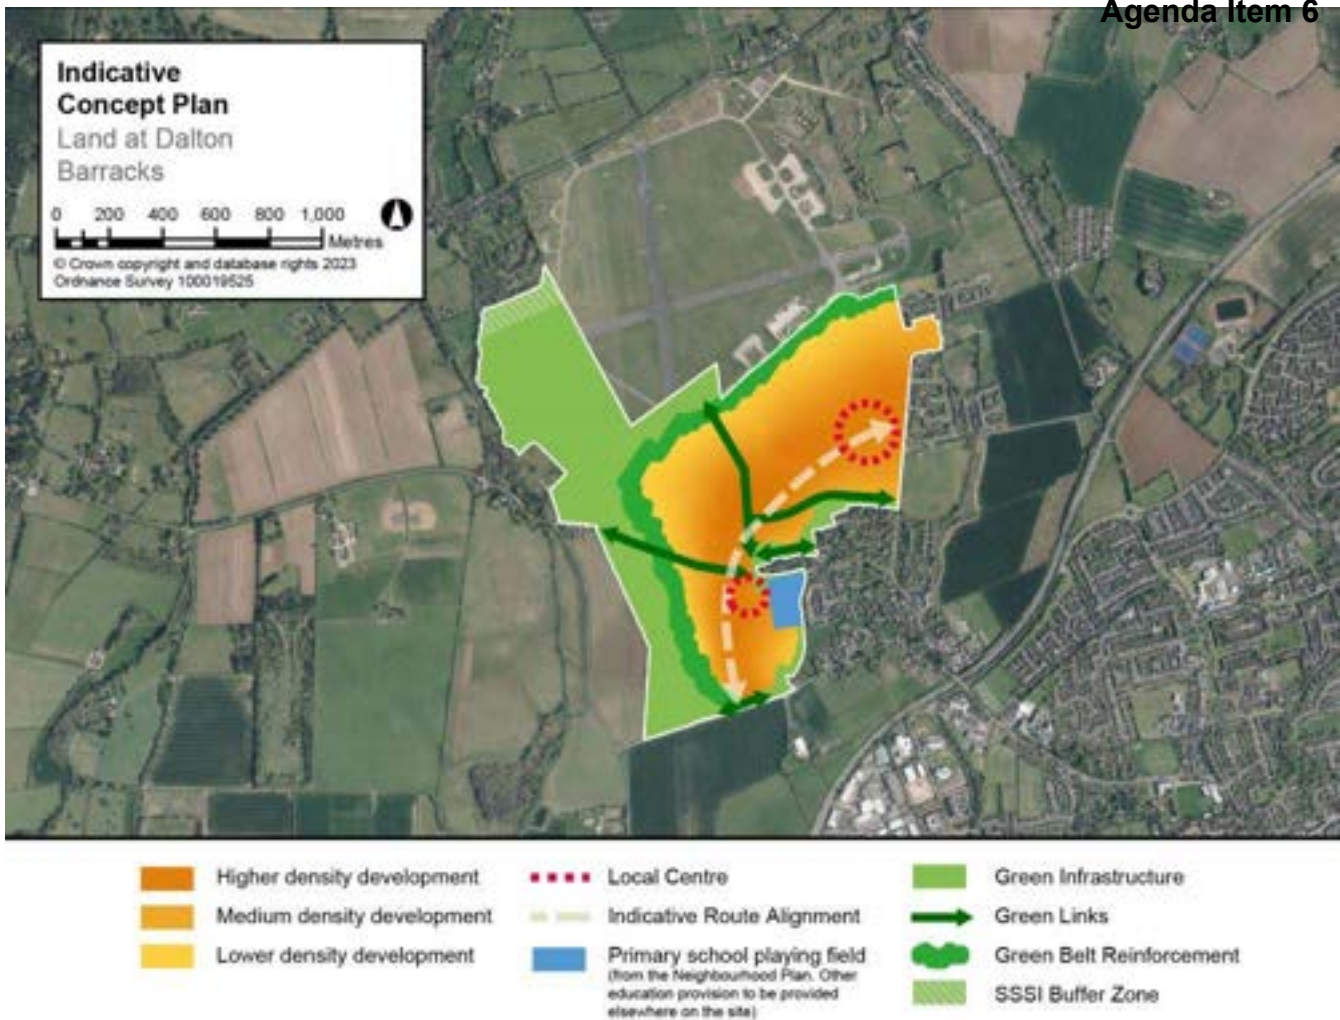 Agenda Item 6
Indicative
Concept Plan
Land at Dalton
Barracks
0 200 400 600 800 1,000
Metres
© Crown copyright and database rights 2023
Ordnance Survey 100019525
Higher density development
Medium density development
Lower density development
Local Centre
Indicative Route Alignment
Primary school playing field
(from the Neighbourhood Plan. Other
education provision to be provided
elsewhere on the site)
Green Infrastructure
Green Links
Green Belt Reinforcement
SSSI Buffer Zone